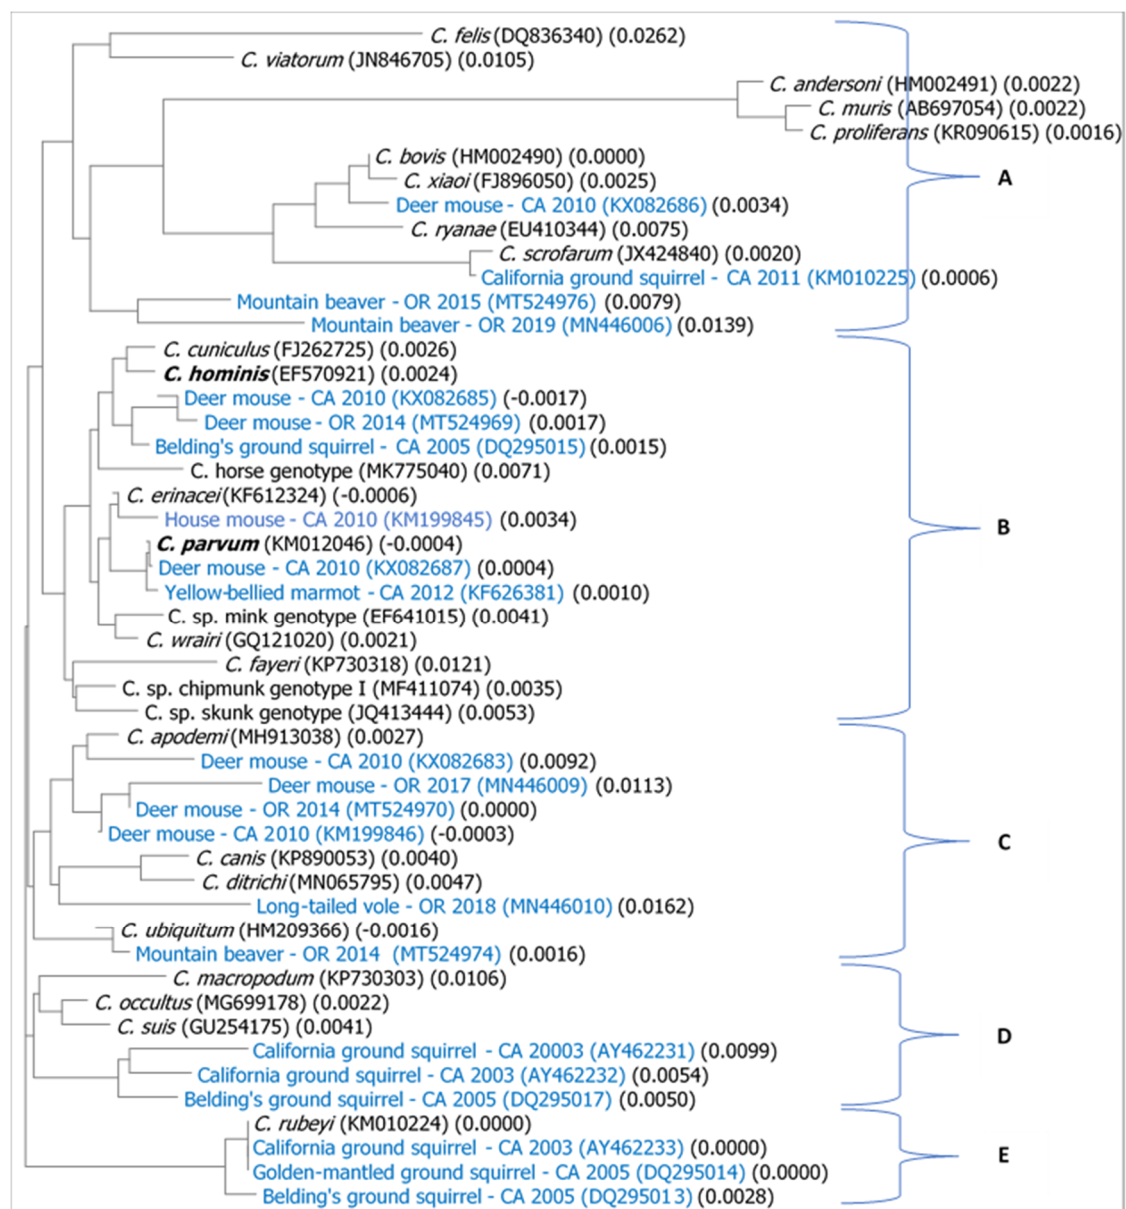 C. felis (DQ836340) (0.0262)
C. viatorum (JN846705) (0.0105)
C. andersoni (HM002491) (0.0022)
C. muris (AB697054) (0.0022)
C. proliferans (KR090615) (0.0016)
C. bovis (HM002490) (0.0000)
C. xiaoi (FJ896050) (0.0025)
A
Deer mouse - CA 2010 (KX082686) (0.0034)
C. ryanae (EU410344) (0.0075)
C. scrofarum (JX424840) (0.0020)
California ground squirrel - CA 2011 (KM010225) (0.0006)
Mountain beaver - OR 2015 (MT524976) (0.0079)
Mountain beaver - OR 2019 (MN446006) (0.0139)
C. cuniculus (FJ262725) (0.0026)
C. hominis (EF570921) (0.0024)
Deer mouse - CA 2010 (KX082685) (-0.0017)
Deer mouse - OR 2014 (MT524969) (0.0017)
Belding's ground squirrel - CA 2005 (DQ295015) (0.0015)
C. horse genotype (MK775040) (0.0071)
C. erinacei (KF612324) (-0.0006)
House mouse - CA 2010 (KM199845) (0.0034)
B
C. parvum (KM012046) (-0.0004)
Deer mouse - CA 2010 (KX082687) (0.0004)
Yellow-bellied marmot - CA 2012 (KF626381) (0.0010)
C. sp. mink genotype (EF641015) (0.0041)
C. wrairi (GQ121020) (0.0021)
C. fayeri (KP730318) (0.0121)
C. sp. chipmunk genotype I (MF411074) (0.0035)
C. sp. skunk genotype (JQ413444) (0.0053)
C. apodemi (MH913038) (0.0027)
Deer mouse - CA 2010 (KX082683) (0.0092)
Deer mouse - OR 2017 (MN446009) (0.0113)
Deer mouse - OR 2014 (MT524970) (0.0000)
Deer mouse - CA 2010 (KM199846) (-0.0003)
C
C. canis (KP890053) (0.0040)
C. ditrichi (MN065795) (0.0047)
Long-tailed vole - OR 2018 (MN446010) (0.0162)
C. ubiquitum (HM209366) (-0.0016)
Mountain beaver - OR 2014 (MT524974) (0.0016)
C. macropodum (KP730303) (0.0106)
C. occultus (MG699178) (0.0022)
C. suis (GU254175) (0.0041)
D
California ground squirrel - CA 20003 (AY462231) (0.0099)
California ground squirrel - CA 2003 (AY462232) (0.0054)
Belding's ground squirrel - CA 2005 (DQ295017) (0.0050)
C. rubeyi (KM010224) (0.0000)
California ground squirrel - CA 2003 (AY462233) (0.0000)
E
Golden-mantled ground squirrel - CA 2005 (DQ295014) (0.0000)
Belding's ground squirrel - CA 2005 (DQ295013) (0.0028)